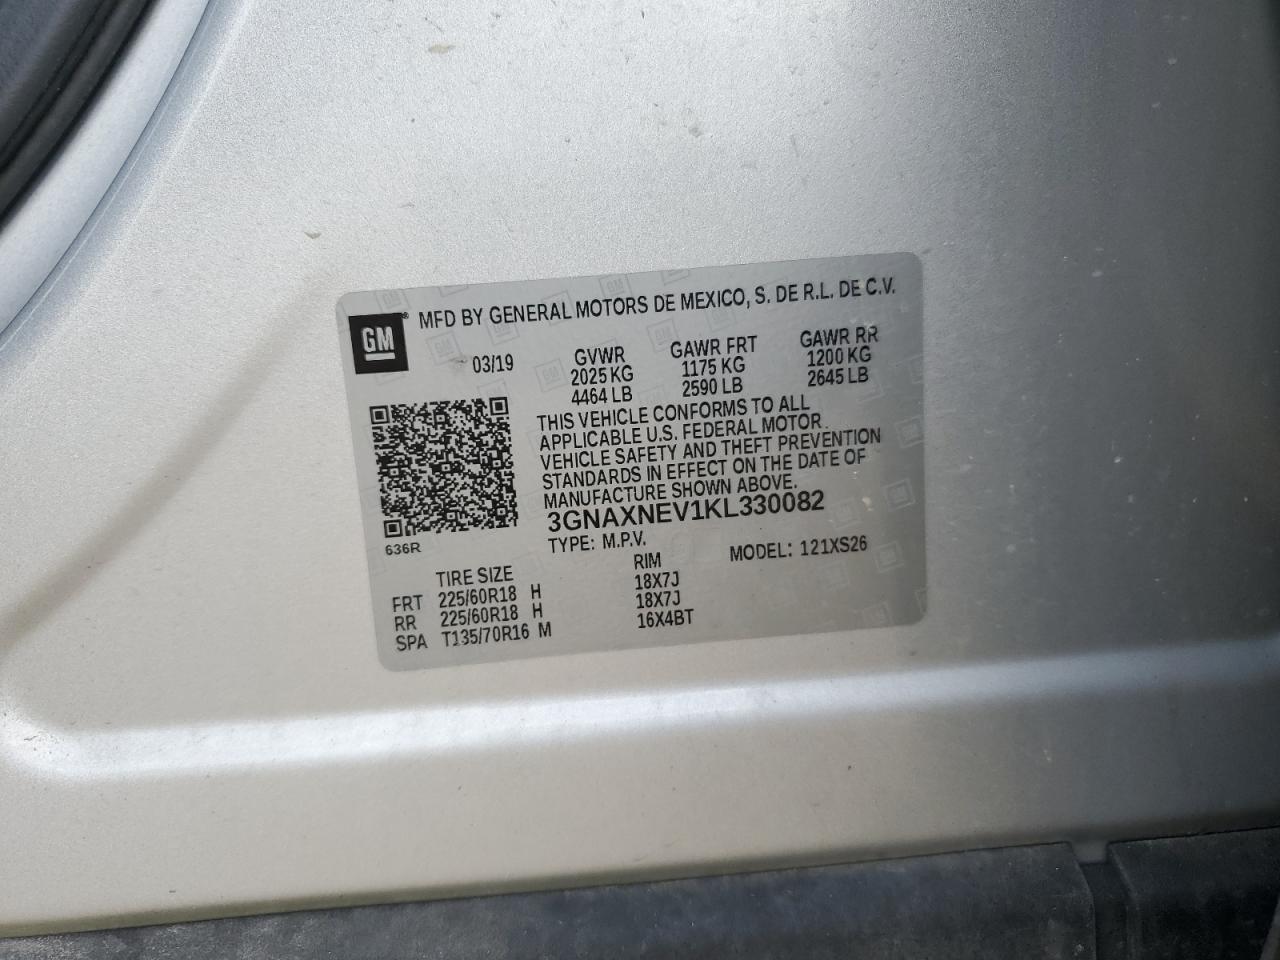 GM ® MFD BY GENERAL MOTORS DE MEXICO, S. DE R.L. DE C.V.
03/19 GVWR GAWR FRT GAWR RR
2025 KG 1175 KG 1200 KG
4464 LB 2590 LB 2645 LB
THIS VEHICLE CONFORMS TO ALL
APPLICABLE U.S. FEDERAL MOTOR
VEHICLE SAFETY AND THEFT PREVENTION
STANDARDS IN EFFECT ON THE DATE OF
MANUFACTURE SHOWN ABOVE.
3GNAXNEV1KL330082
636R TYPE: M.P.V. MODEL: 121XS26
TIRE SIZE RIM
FRT 225/60R18 H 18X7J
RR 225/60R18 H 18X7J
SPA T135/70R16 M 16X4BT